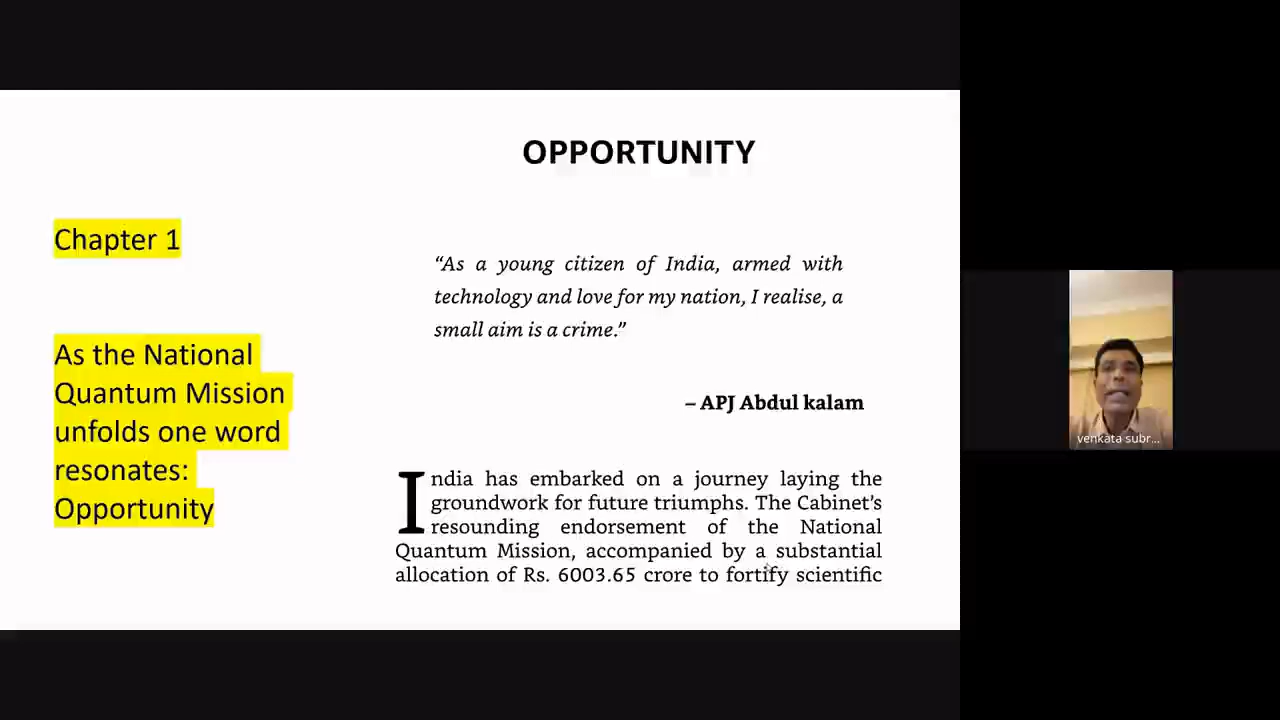 OPPORTUNITY
Chapter 1
As the National
Quantum Mission
unfolds one word
resonates:
Opportunity
“As a young citizen of India, armed with
technology and love for my nation, I realise, a
small aim is a crime.”
– APJ Abdul kalam
India has embarked on a journey laying the
groundwork for future triumphs. The Cabinet’s
resounding endorsement of the National
Quantum Mission, accompanied by a substantial
allocation of Rs. 6003.65 crore to fortify scientific
venkata subr...